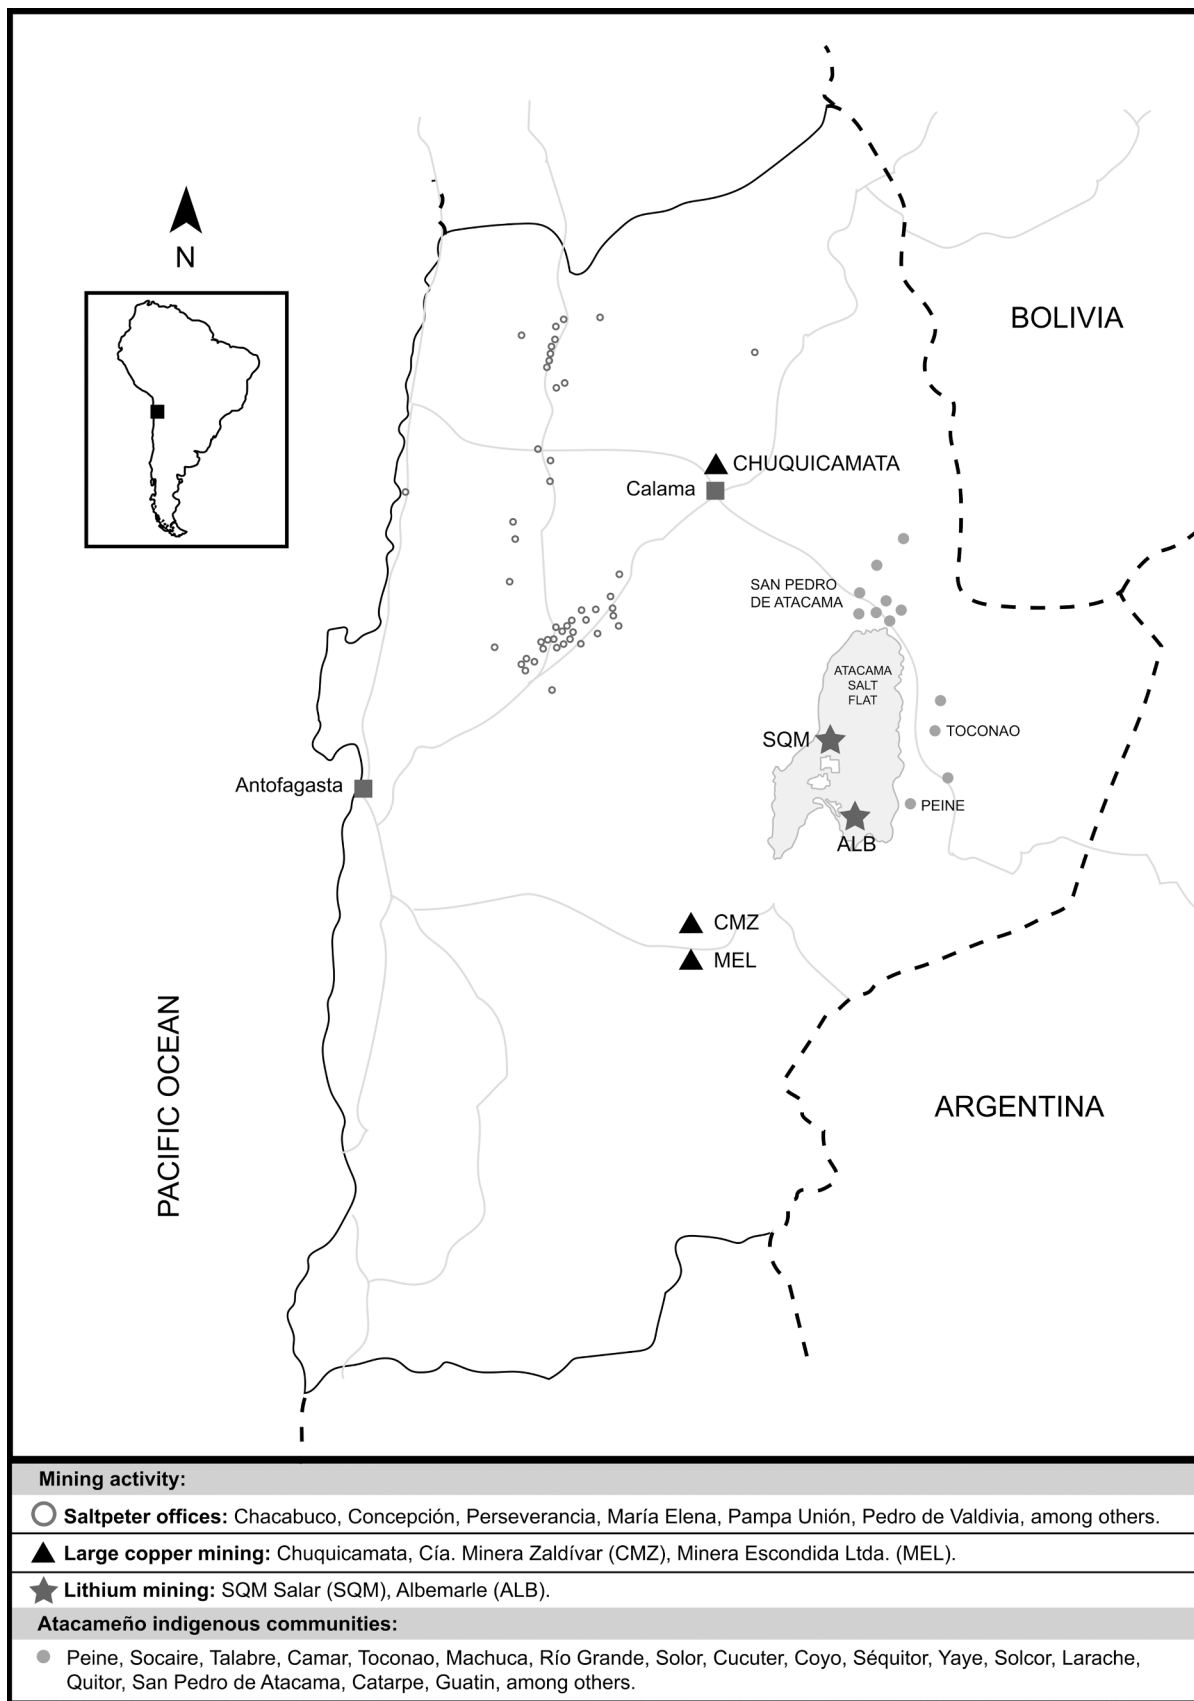 N
BOLIVIA
CHUQUICAMATA
Calama
SAN PEDRO
DE ATACAMA
ATACAMA
SALT
FLAT
SQM
TOCONAO
Antofagasta
PEINE
ALB
CMZ
MEL
PACIFIC OCEAN
ARGENTINA
Mining activity:
Saltpeter offices: Chacabuco, Concepción, Perseverancia, María Elena, Pampa Unión, Pedro de Valdivia, among others.
Large copper mining: Chuquicamata, Cía. Minera Zaldívar (CMZ), Minera Escondida Ltda. (MEL).
Lithium mining: SQM Salar (SQM), Albemarle (ALB).
Atacameño indigenous communities:
Peine, Socaire, Talabre, Camar, Toconao, Machuca, Río Grande, Solor, Cucuter, Coyo, Séquitor, Yaye, Solcor, Larache,
Quitor, San Pedro de Atacama, Catarpe, Guatin, among others.